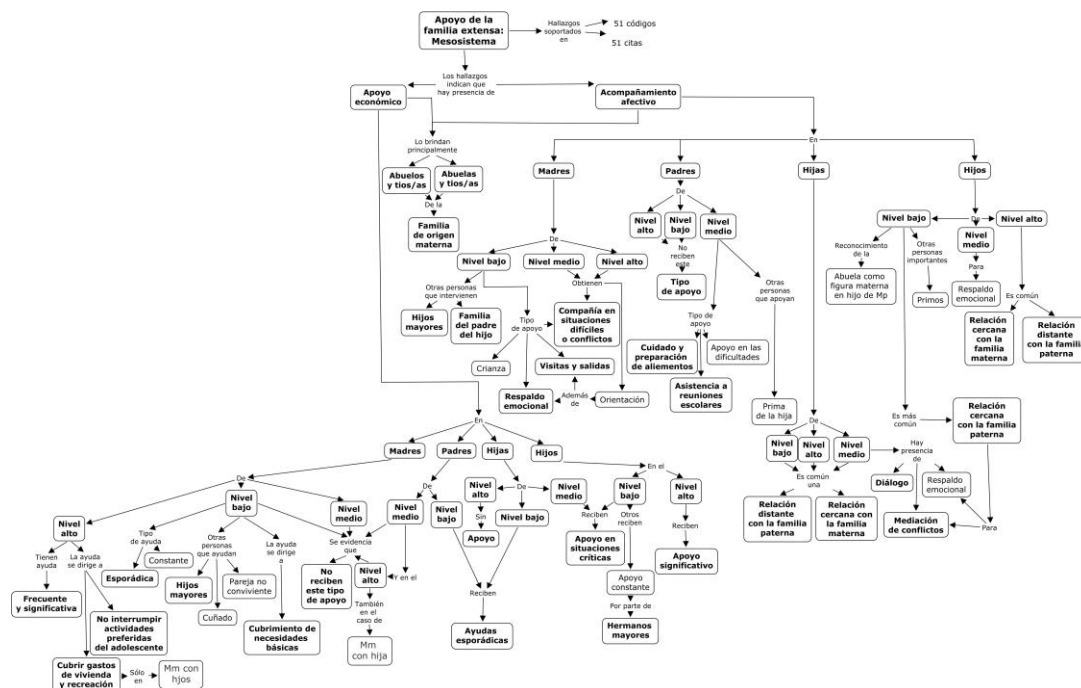 Apoyo de la
familia extensa:
Mesosistema
Hallazgos
soportados
en
51 códigos
51 citas
Los hallazgos
indican que
hay presencia de
Apoyo
económico
Acompañamiento
afectivo
Lo brindan
principalmente
Abuelos
y tios/as
Abuelas
y tios/as
De la
Familia
de origen
materna
En
Madres
Padres
Hijas
Hijos
De
Nivel bajo
Nivel medio
Nivel alto
Otras personas
que intervienen
Hijos
mayores
Familia
del padre
del hijo
Tipo
de apoyo
Obtienen
Compañía en
situaciones
difíciles
o conflictos
Crianza
Visitas y salidas
Respaldo
emocional
Además
de
Orientación
De
Nivel
alto
Nivel
bajo
Nivel
medio
No
reciben
este
Tipo
de apoyo
Tipo de
apoyo
Otras
personas
que apoyan
Cuidado y
preparación
de aliementos
Apoyo en las
dificultades
Asistencia a
reuniones
escolares
Prima
de la hija
Nivel bajo
De
Nivel alto
Nivel
medio
Reconocimiento
de la
Abuela como
figura materna
en hijo de Mp
Otras
personas
importantes
Primos
Para
Respaldo
emocional
Es común
Relación
cercana con
la familia
materna
Relación
distante
con la familia
paterna
Es más
común
Relación
cercana
con la familia
paterna
De
Nivel
bajo
Nivel
alto
Nivel
medio
Es común
una
Relación
distante
con la familia
paterna
Relación
cercana con la
familia
materna
Hay
presencia
de
Diálogo
Respaldo
emocional
Mediación
de conflictos
Para
En
Madres
Padres
Hijas
Hijos
De
Nivel
alto
Nivel
bajo
Nivel
medio
Tienen
ayuda
La ayuda
se dirige a
Frecuente
y significativa
No interrumpir
actividades
preferidas
del adolescente
Cubrir gastos
de vivienda
y recreación
Sólo
en
Mm con
hjos
Tipo
de ayuda
Esporádica
Constante
Otras
personas
que ayudan
Hijos
mayores
Cuñado
Pareja no
conviviente
La ayuda
se dirige
a
Cubrimiento de
necesidades
básicas
Se evidencia
que
No
reciben
este tipo
de apoyo
Nivel
alto
Y en el
También
en el
caso de
Mm
con hija
De
Nivel
medio
Nivel
bajo
Nivel
alto
De
Nivel
medio
Sin
Apoyo
Nivel bajo
Reciben
Ayudas
esporádicas
En el
Nivel
bajo
Nivel
alto
Reciben
Otros
reciben
Reciben
Apoyo en
situaciones
críticas
Apoyo
significativo
Apoyo
constante
Por parte de
Hermanos
mayores